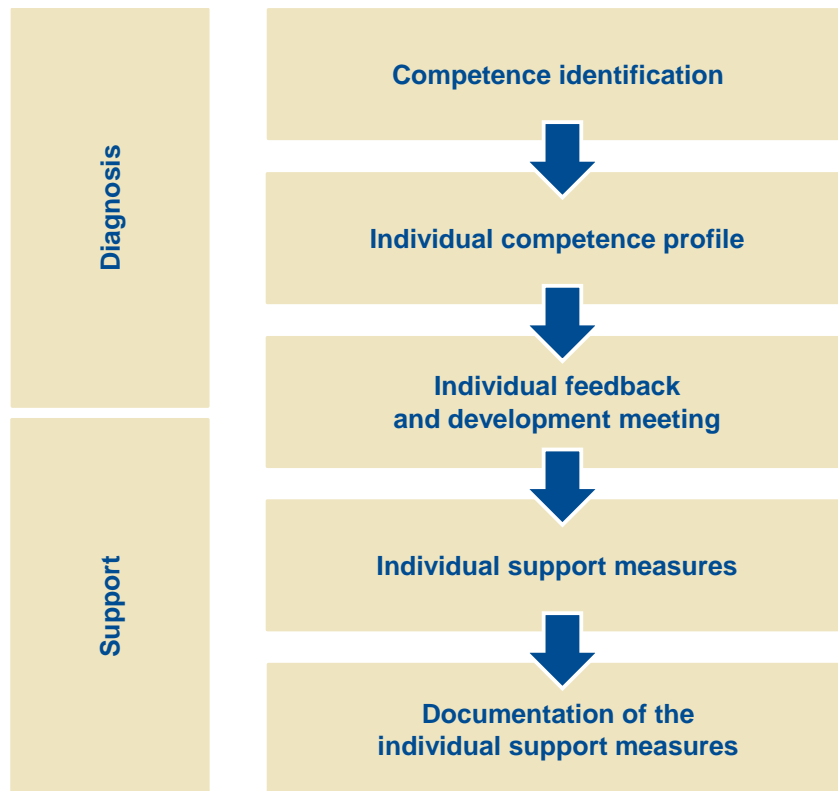 Diagnosis
Support
Competence identification
Individual competence profile
Individual feedback
and development meeting
Individual support measures
Documentation of the
individual support measures